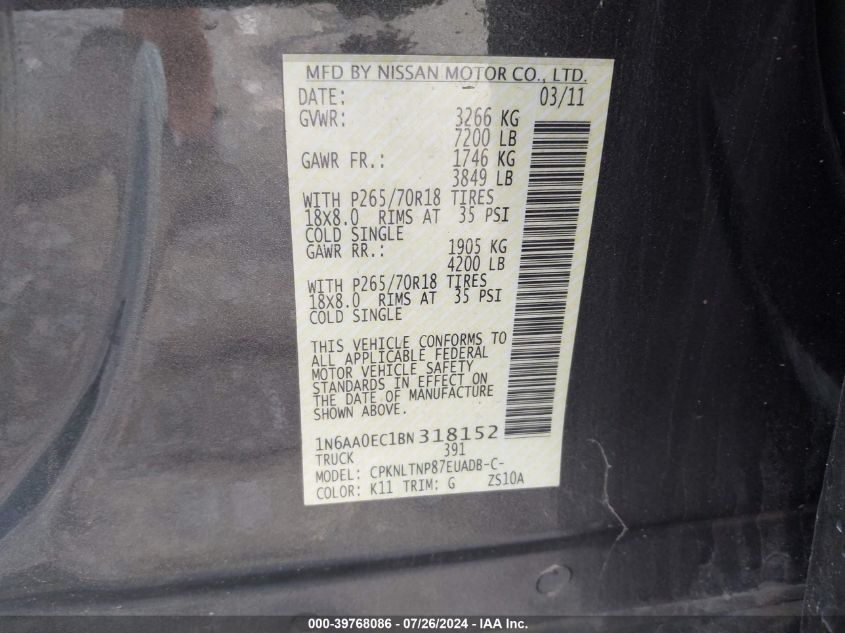 MFD BY NISSAN MOTOR CO., LTD.
DATE: 03/11
GVWR: 3266 KG
7200 LB
GAWR FR.: 1746 KG
3849 LB
WITH P265/70R18 TIRES
18X8.0 RIMS AT 35 PSI
COLD SINGLE
GAWR RR.: 1905 KG
4200 LB
WITH P265/70R18 TIRES
18X8.0 RIMS AT 35 PSI
COLD SINGLE
THIS VEHICLE CONFORMS TO
ALL APPLICABLE FEDERAL
MOTOR VEHICLE SAFETY
STANDARDS IN EFFECT ON
THE DATE OF MANUFACTURE
SHOWN ABOVE.
1N6AA0EC1BN318152
TRUCK 391
MODEL: CPKNLTNP87EUADB-C-
COLOR: K11 TRIM: G ZS10A
000-39768086 - 07/26/2024 - IAA Inc.